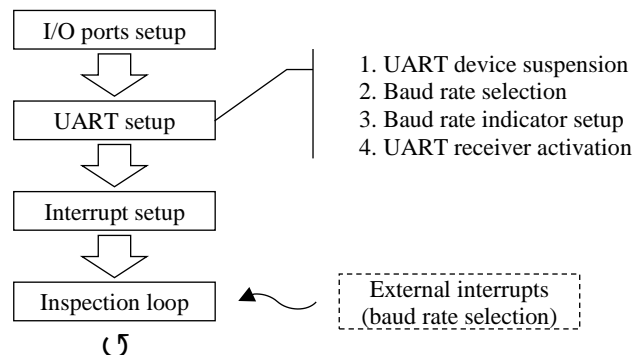 I/O ports setup
UART setup
1. UART device suspension
2. Baud rate selection
3. Baud rate indicator setup
4. UART receiver activation
Interrupt setup
Inspection loop
External interrupts
(baud rate selection)